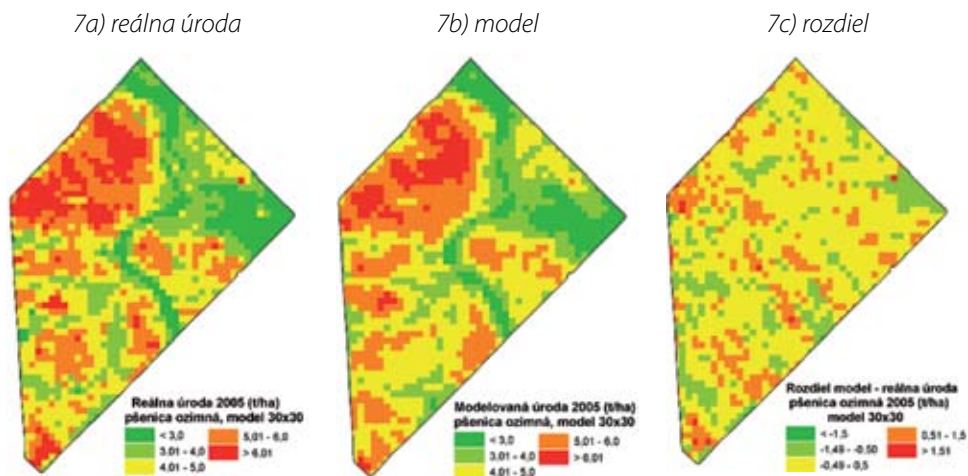 7a) reálna úroda
7b) model
7c) rozdiel
Reálna úroda 2005 (t/ha)
pšenica ozimná, model 30x30
< 3,0
3,01 - 4,0
4,01 - 5,0
5,01 - 6,0
> 6,01
Modelovaná úroda 2005 (t/ha)
pšenica ozimná, model 30x30
< 3,0
3,01 - 4,0
4,01 - 5,0
5,01 - 6,0
> 6,01
Rozdiel model - reálna úroda
pšenica ozimná 2005 (t/ha)
model 30x30
< -1,5
-1,49 - -0,50
-0,49 - 0,5
0,51 - 1,5
> 1,51